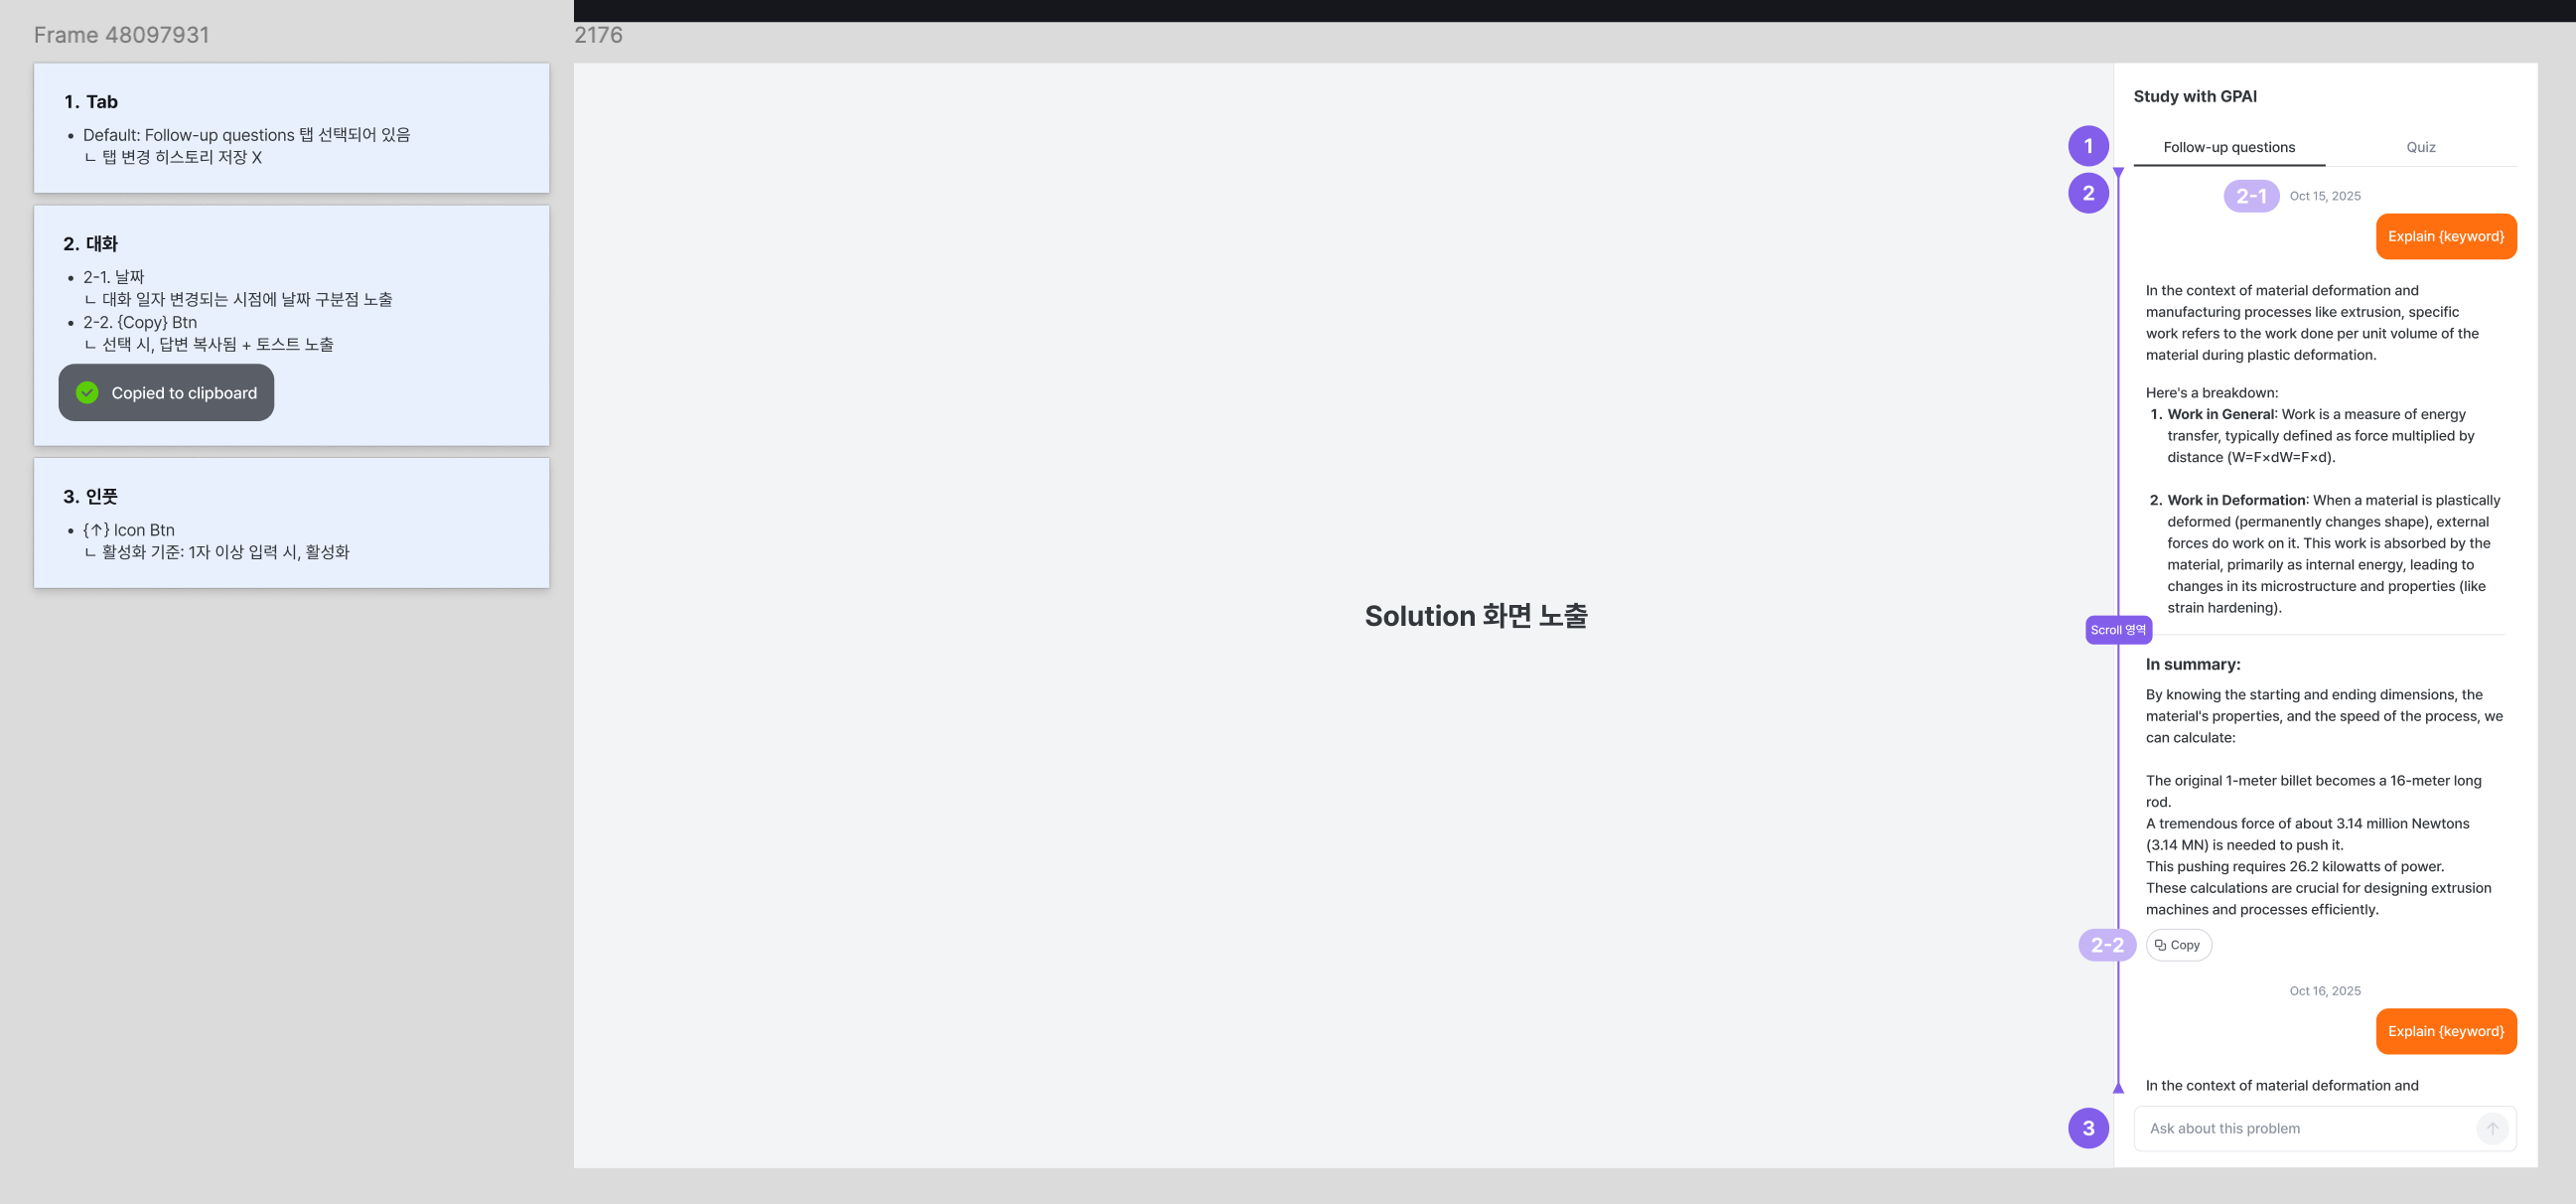 Frame 48097931
1. Tab
• Default: Follow-up questions 탭 선택되어 있음
ㄴ 탭 변경 히스토리 저장 X
2. 대화
• 2-1. 날짜
ㄴ 대화 일자 변경되는 시점에 날짜 구분점 노출
• 2-2. {Copy} Btn
ㄴ 선택 시, 답변 복사됨 + 토스트 노출
Copied to clipboard
3. 인풋
• {↑} Icon Btn
ㄴ 활성화 기준: 1자 이상 입력 시, 활성화
2176
Solution 화면 노출
Study with GPAI
1
Follow-up questions
Quiz
2
2-1
Oct 15, 2025
Explain {keyword}
In the context of material deformation and
manufacturing processes like extrusion, specific
work refers to the work done per unit volume of the
material during plastic deformation.
Here's a breakdown:
1. Work in General: Work is a measure of energy
transfer, typically defined as force multiplied by
distance (W=F×dW=F×d).
2. Work in Deformation: When a material is plastically
deformed (permanently changes shape), external
forces do work on it. This work is absorbed by the
material, primarily as internal energy, leading to
changes in its microstructure and properties (like
strain hardening).
Scroll 영역
In summary:
By knowing the starting and ending dimensions, the
material's properties, and the speed of the process, we
can calculate:
The original 1-meter billet becomes a 16-meter long
rod.
A tremendous force of about 3.14 million Newtons
(3.14 MN) is needed to push it.
This pushing requires 26.2 kilowatts of power.
These calculations are crucial for designing extrusion
machines and processes efficiently.
2-2
Copy
Oct 16, 2025
Explain {keyword}
In the context of material deformation and
3
Ask about this problem